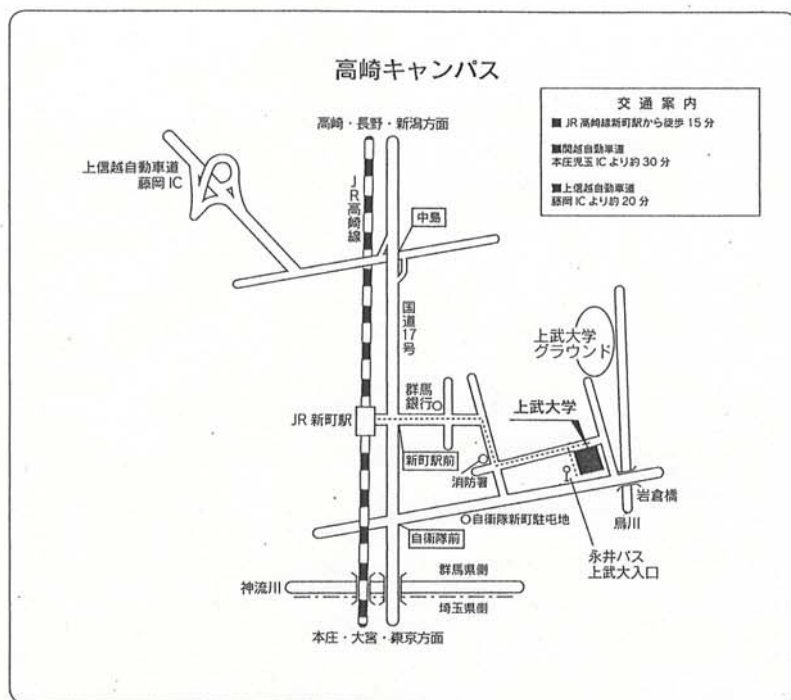 高崎キャンパス
交通案内
■ JR高崎線新町駅から徒歩15分
■関越自動車道
本庄児玉ICより約30分
■上信越自動車道
藤岡ICより約20分
高崎・長野・新潟方面
上信越自動車道
藤岡IC
JR高崎線
中島
国道17号
上武大学
グラウンド
群馬
銀行
上武大学
JR新町駅
新町駅前
消防署
岩倉橋
自衛隊新町駐屯地
烏川
自衛隊前
永井バス
上武大入口
群馬県側
神流川
埼玉県側
本庄・大宮・東京方面